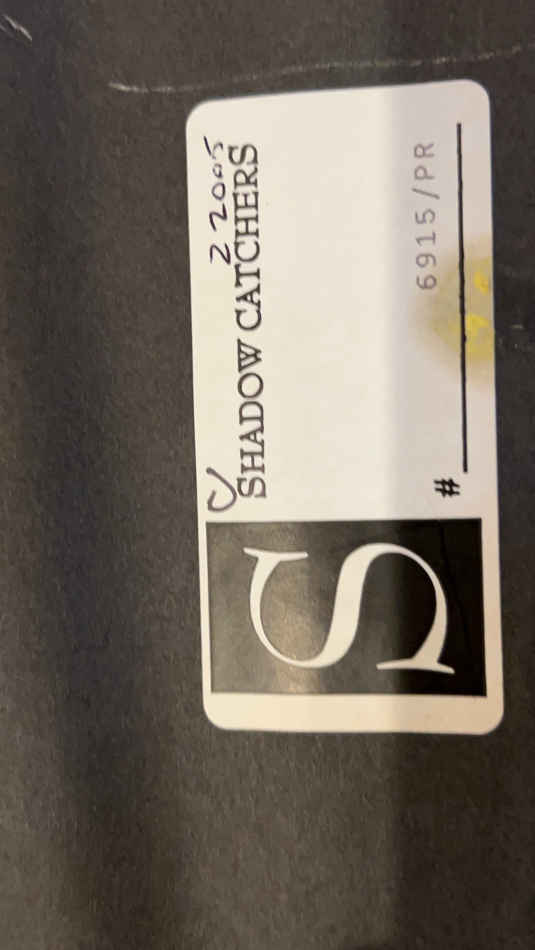 C 2 2005
SHADOW CATCHERS
S
# 6915/PR